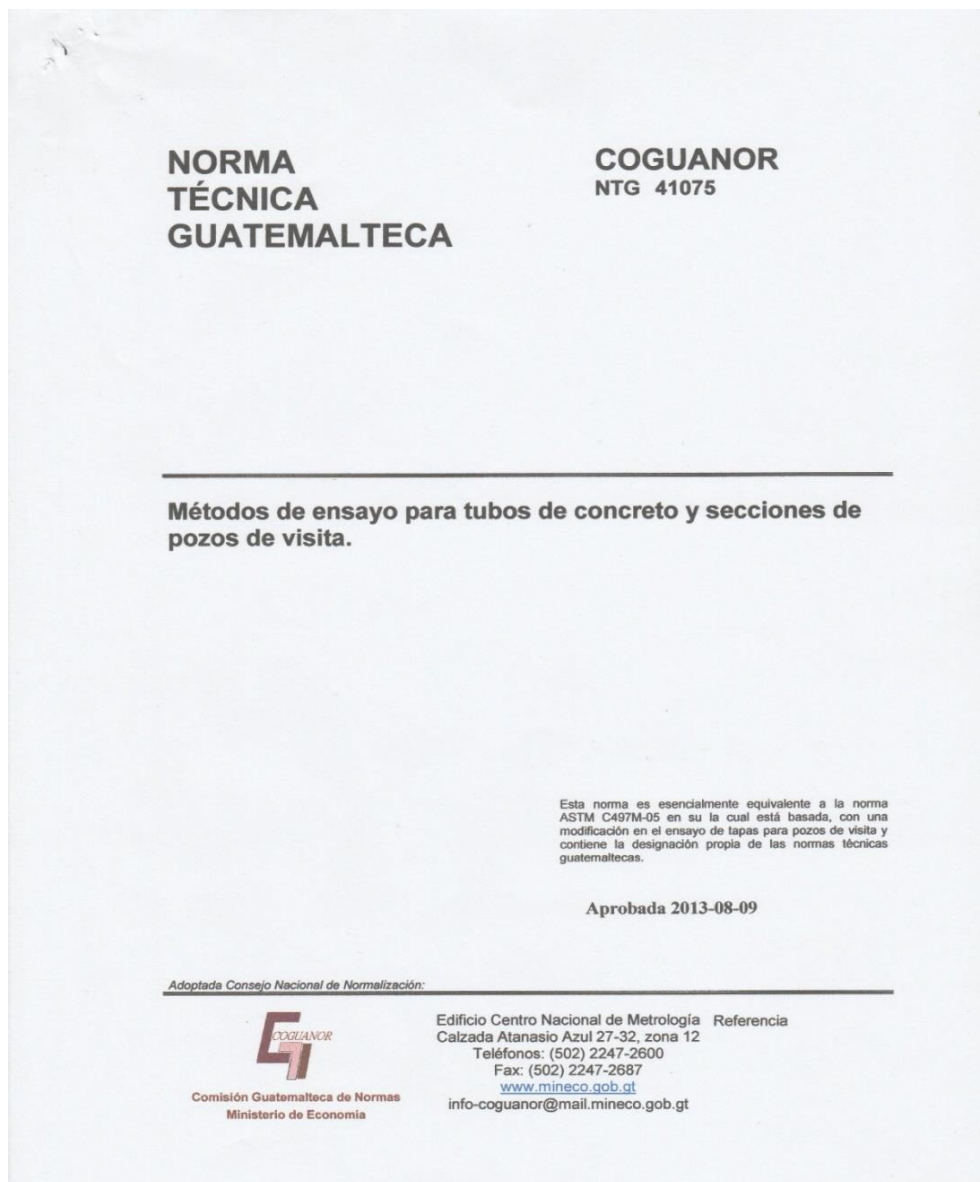 NORMA
TÉCNICA
GUATEMALTECA
COGUANOR
NTG 41075
Métodos de ensayo para tubos de concreto y secciones de
pozos de visita.
Esta norma es esencialmente equivalente a la norma
ASTM C497M-05 en su la cual está basada, con una
modificación en el ensayo de tapas para pozos de visita y
contiene la designación propia de las normas técnicas
guatemaltecas.
Aprobada 2013-08-09
Adoptada Consejo Nacional de Normalización:
COGUANOR
Comisión Guatemalteca de Normas
Ministerio de Economía
Edificio Centro Nacional de Metrología Referencia
Calzada Atanasio Azul 27-32, zona 12
Teléfonos: (502) 2247-2600
Fax: (502) 2247-2687
www.mineco.gob.gt
info-coguanor@mail.mineco.gob.gt